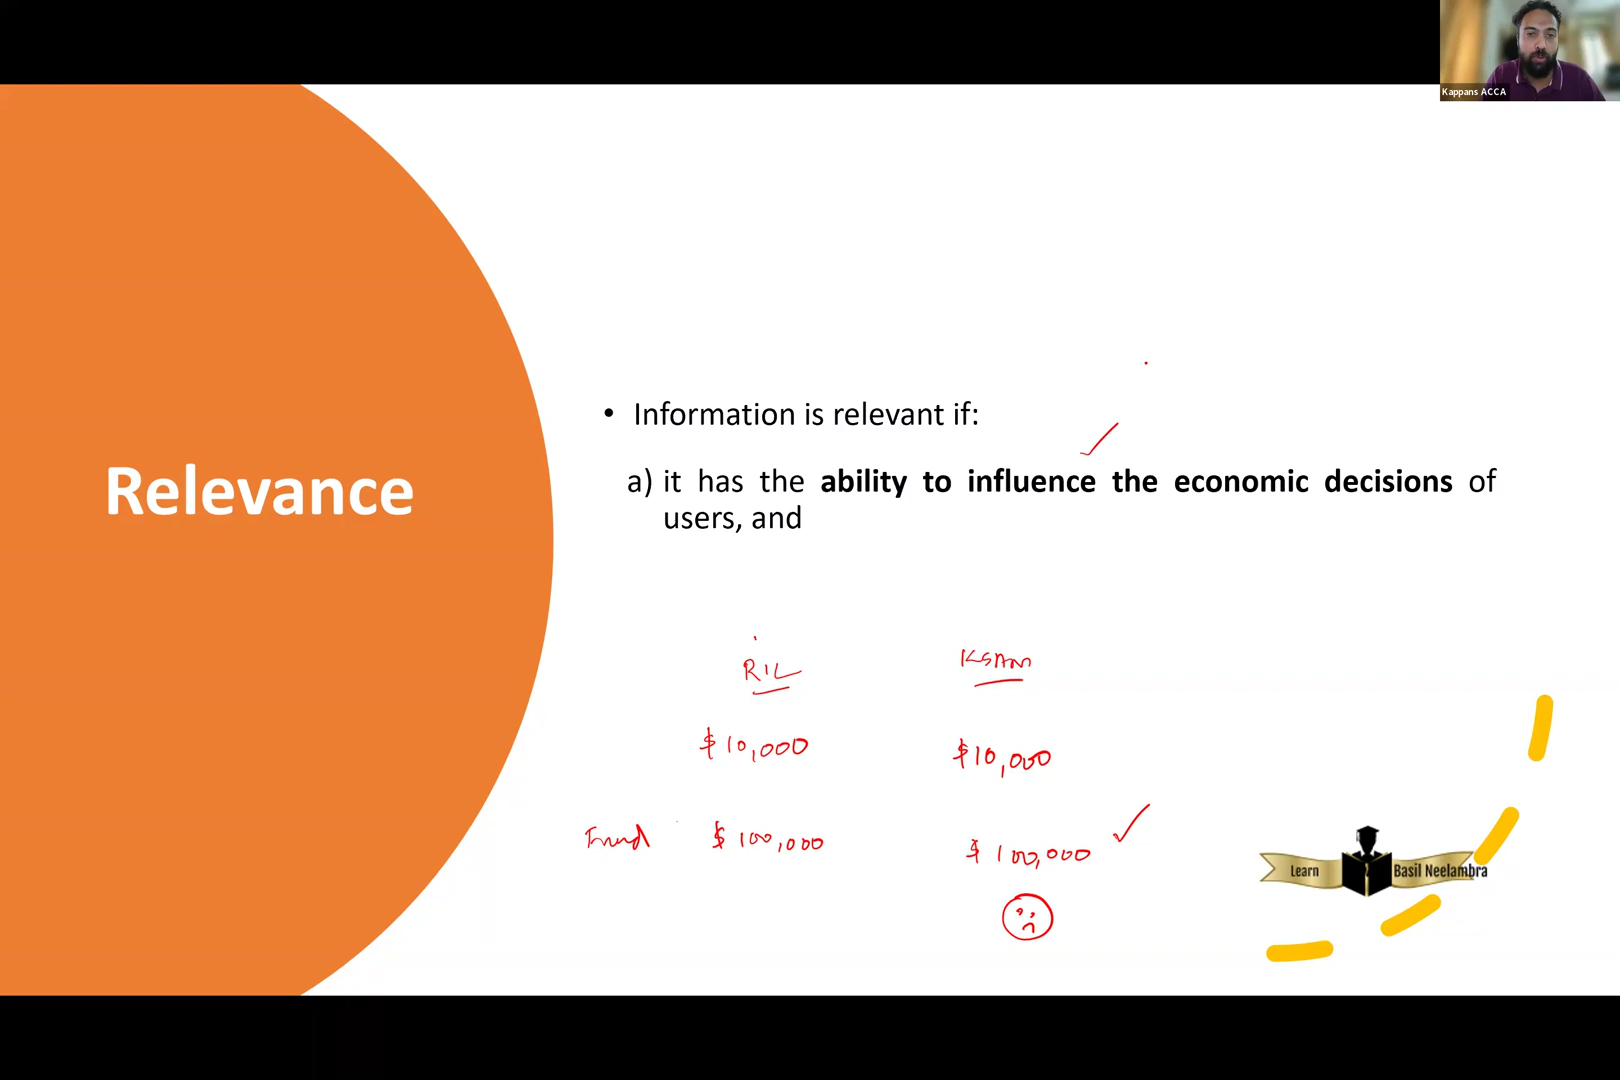 Kappans ACCA
Relevance
• Information is relevant if:
a) it has the ability to influence the economic decisions of
users, and
RIL
$10,000 $10,000
Fraud $100,000 $100,000
Learn Basil Neelambra